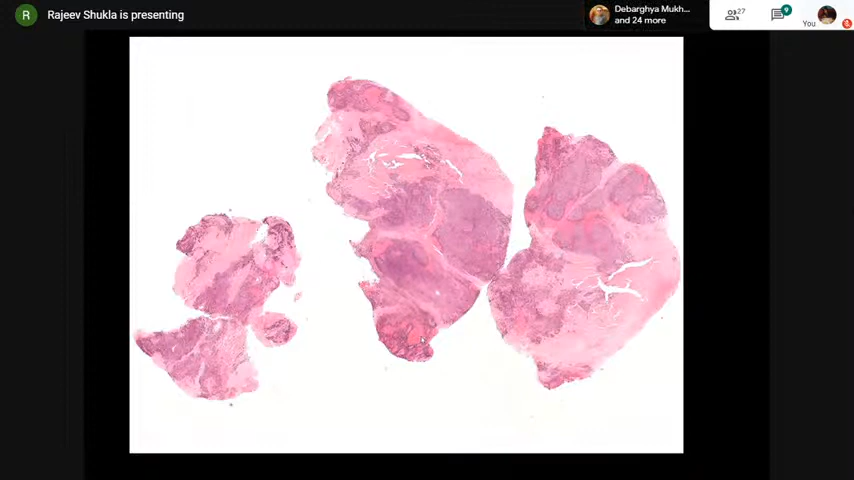 R
Rajeev Shukla is presenting
Debarghya Mukh...
and 24 more
27
9
You